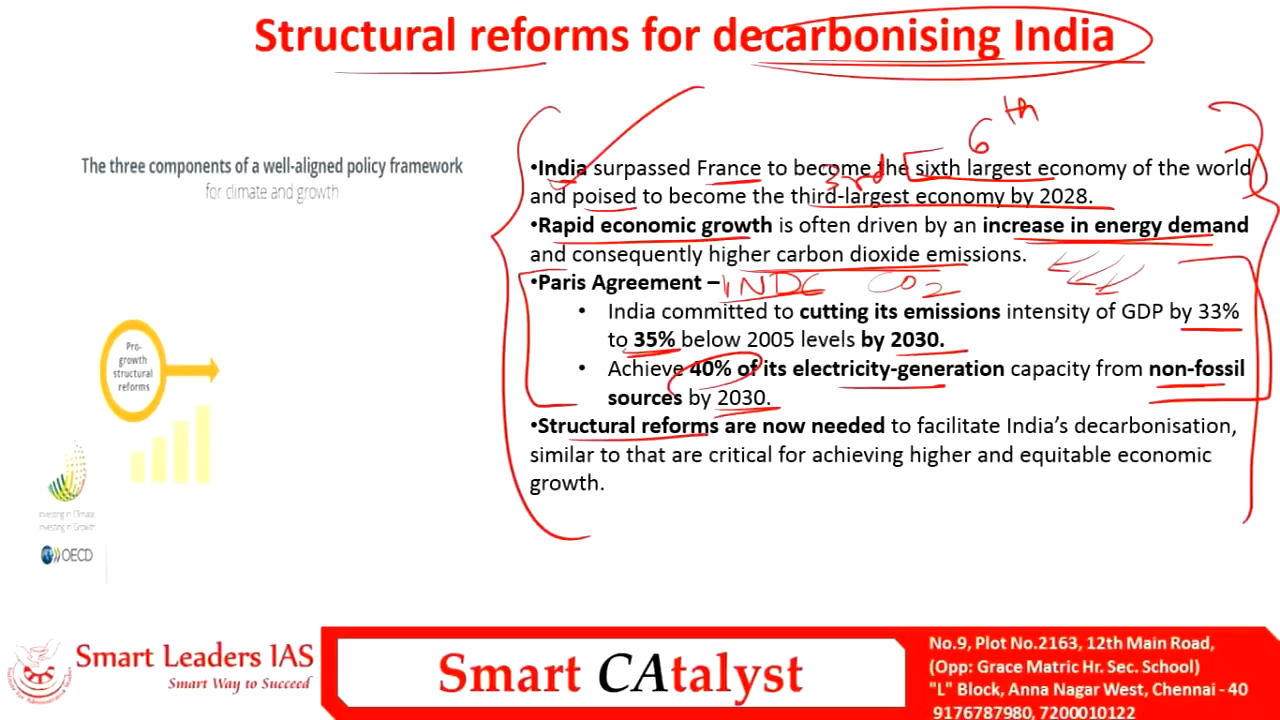 Structural reforms for decarbonising India
The three components of a well-aligned policy framework
for climate and growth
Pro-
growth
structural
reforms
Investing in Climate,
Investing in Growth
OECD
6th
3rd
•India surpassed France to become the sixth largest economy of the world
and poised to become the third-largest economy by 2028.
•Rapid economic growth is often driven by an increase in energy demand
and consequently higher carbon dioxide emissions.
•Paris Agreement – INDC CO2
• India committed to cutting its emissions intensity of GDP by 33%
to 35% below 2005 levels by 2030.
• Achieve 40% of its electricity-generation capacity from non-fossil
sources by 2030.
•Structural reforms are now needed to facilitate India's decarbonisation,
similar to that are critical for achieving higher and equitable economic
growth.
Smart Leaders IAS
Smart Way to Succeed
Smart CAtalyst
No.9, Plot No.2163, 12th Main Road,
(Opp: Grace Matric Hr. Sec. School)
"L" Block, Anna Nagar West, Chennai - 40
9176787980, 7200010122